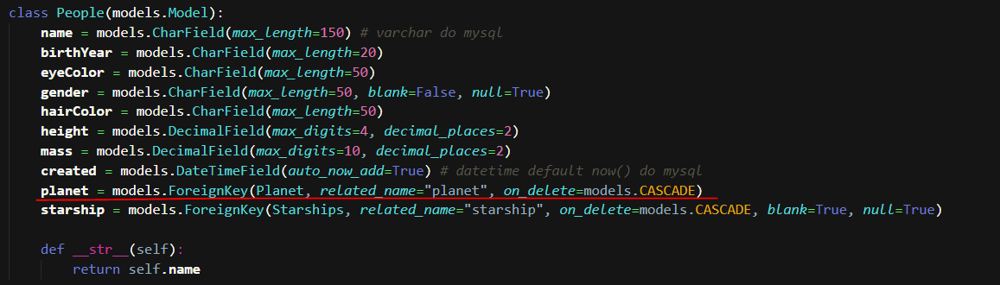 class People(models.Model):
    name = models.CharField(max_length=150) # varchar do mysql
    birthYear = models.CharField(max_length=20)
    eyeColor = models.CharField(max_length=50)
    gender = models.CharField(max_length=50, blank=False, null=True)
    hairColor = models.CharField(max_length=50)
    height = models.DecimalField(max_digits=4, decimal_places=2)
    mass = models.DecimalField(max_digits=10, decimal_places=2)
    created = models.DateTimeField(auto_now_add=True) # datetime default now() do mysql
    planet = models.ForeignKey(Planet, related_name="planet", on_delete=models.CASCADE)
    starship = models.ForeignKey(Starships, related_name="starship", on_delete=models.CASCADE, blank=True, null=True)
    def __str__(self):
        return self.name